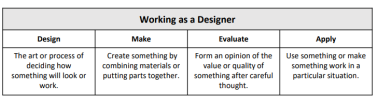 Working as a Designer
Design Make Evaluate Apply
The art or process of deciding how something will look or work.
Create something by combining materials or putting parts together.
Form an opinion of the value or quality of something after careful thought.
Use something or make something work in a particular situation.